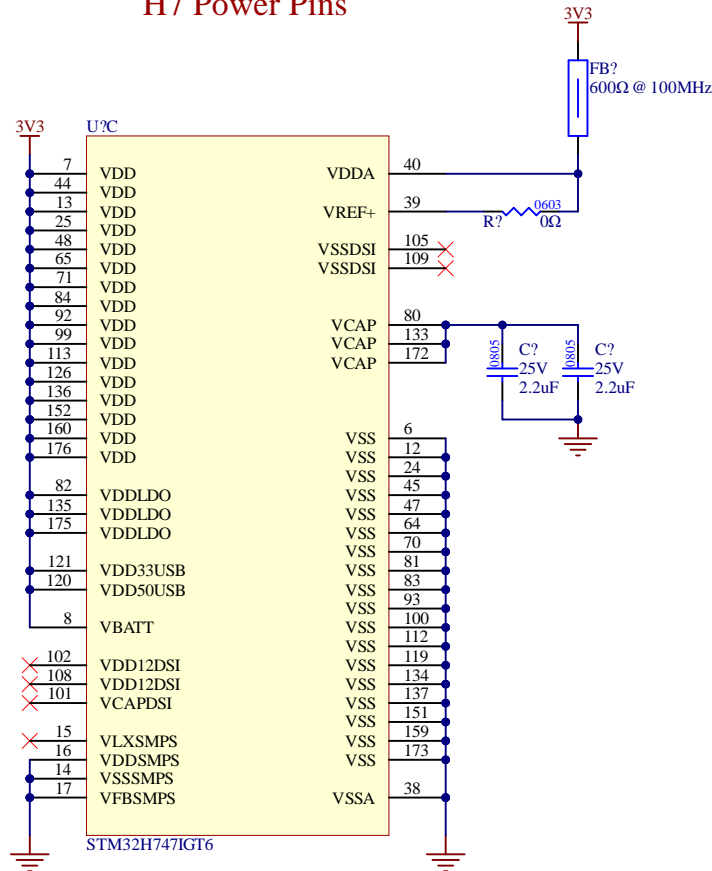 H7 Power Pins
3V3
FB?
600Ω @ 100MHz
3V3
U?C
7 VDD VDDA 40
44 VDD
13 VDD VREF+ 39
R? 0603 0Ω
25 VDD
48 VDD VSSDSI 105
65 VDD VSSDSI 109
71 VDD
84 VDD
92 VDD VCAP 80
99 VDD VCAP 133
113 VDD VCAP 172
0805 C? 25V 2.2uF
0805 C? 25V 2.2uF
126 VDD
136 VDD
152 VDD
160 VDD VSS 6
176 VDD VSS 12
VSS 24
82 VDDLDO VSS 45
135 VDDLDO VSS 47
175 VDDLDO VSS 64
VSS 70
121 VDD33USB VSS 81
120 VDD50USB VSS 83
VSS 93
8 VBATT VSS 100
VSS 112
102 VDD12DSI VSS 119
108 VDD12DSI VSS 134
101 VCAPDSI VSS 137
VSS 151
15 VLXSMPS VSS 159
16 VDDSMPS VSS 173
14 VSSSMPS
17 VFBSMPS VSSA 38
STM32H747IGT6